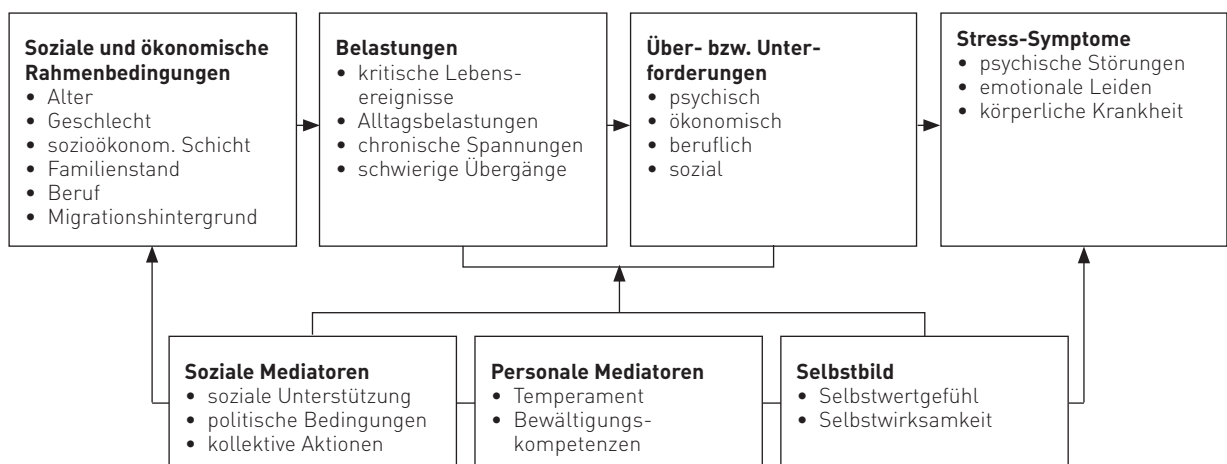 Soziale und ökonomische
Rahmenbedingungen
• Alter
• Geschlecht
• sozioökonom. Schicht
• Familienstand
• Beruf
• Migrationshintergrund
Belastungen
• kritische Lebens-
ereignisse
• Alltagsbelastungen
• chronische Spannungen
• schwierige Übergänge
Über- bzw. Unter-
forderungen
• psychisch
• ökonomisch
• beruflich
• sozial
Stress-Symptome
• psychische Störungen
• emotionale Leiden
• körperliche Krankheit
Soziale Mediatoren
• soziale Unterstützung
• politische Bedingungen
• kollektive Aktionen
Personale Mediatoren
• Temperament
• Bewältigungs-
kompetenzen
Selbstbild
• Selbstwertgefühl
• Selbstwirksamkeit